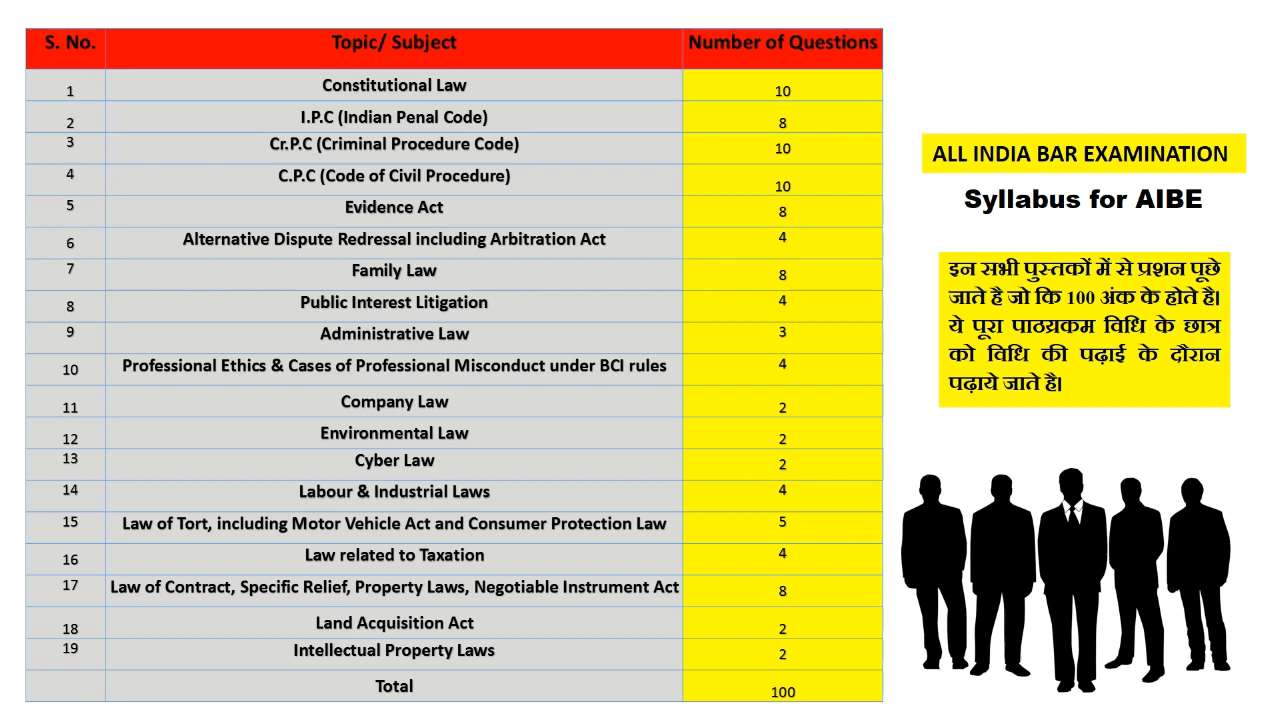 S. No. Topic/ Subject Number of Questions
1 Constitutional Law 10
2 I.P.C (Indian Penal Code) 8
3 Cr.P.C (Criminal Procedure Code) 10
4 C.P.C (Code of Civil Procedure) 10
5 Evidence Act 8
6 Alternative Dispute Redressal including Arbitration Act 4
7 Family Law 8
8 Public Interest Litigation 4
9 Administrative Law 3
10 Professional Ethics & Cases of Professional Misconduct under BCI rules 4
11 Company Law 2
12 Environmental Law 2
13 Cyber Law 2
14 Labour & Industrial Laws 4
15 Law of Tort, including Motor Vehicle Act and Consumer Protection Law 5
16 Law related to Taxation 4
17 Law of Contract, Specific Relief, Property Laws, Negotiable Instrument Act 8
18 Land Acquisition Act 2
19 Intellectual Property Laws 2
Total 100
ALL INDIA BAR EXAMINATION
Syllabus for AIBE
इन सभी पुस्तकों में से प्रशन पूछे
जाते है जो कि 100 अंक के होते है।
ये पूरा पाठय्रकम विधि के छात्र
को विधि की पढ़ाई के दौरान
पढ़ाये जाते है।